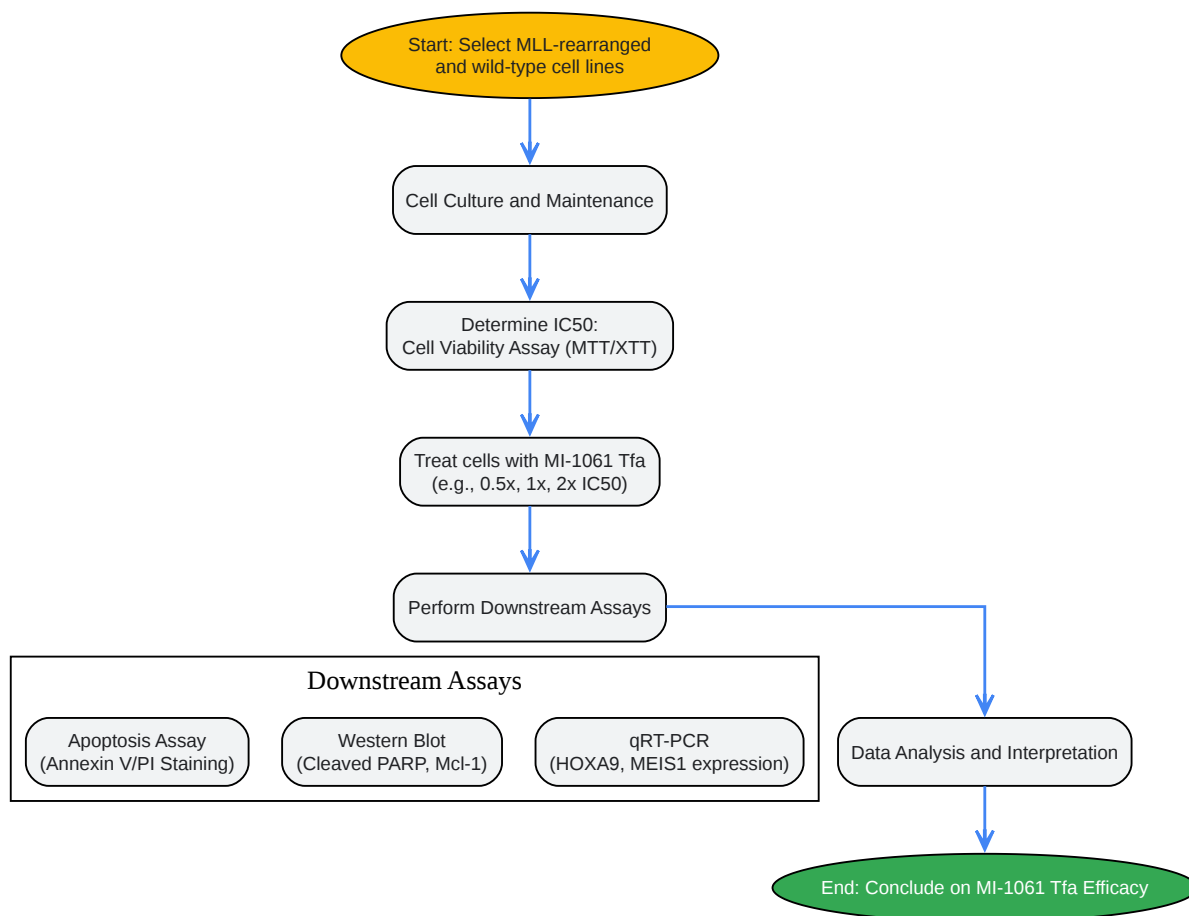 Start: Select MLL-rearranged
and wild-type cell lines
Cell Culture and Maintenance
Determine IC50:
Cell Viability Assay (MTT/XTT)
Treat cells with MI-1061 Tfa
(e.g., 0.5x, 1x, 2x IC50)
Perform Downstream Assays
Downstream Assays
Apoptosis Assay
(Annexin V/PI Staining)
Western Blot
(Cleaved PARP, Mcl-1)
qRT-PCR
(HOXA9, MEIS1 expression)
Data Analysis and Interpretation
End: Conclude on MI-1061 Tfa Efficacy